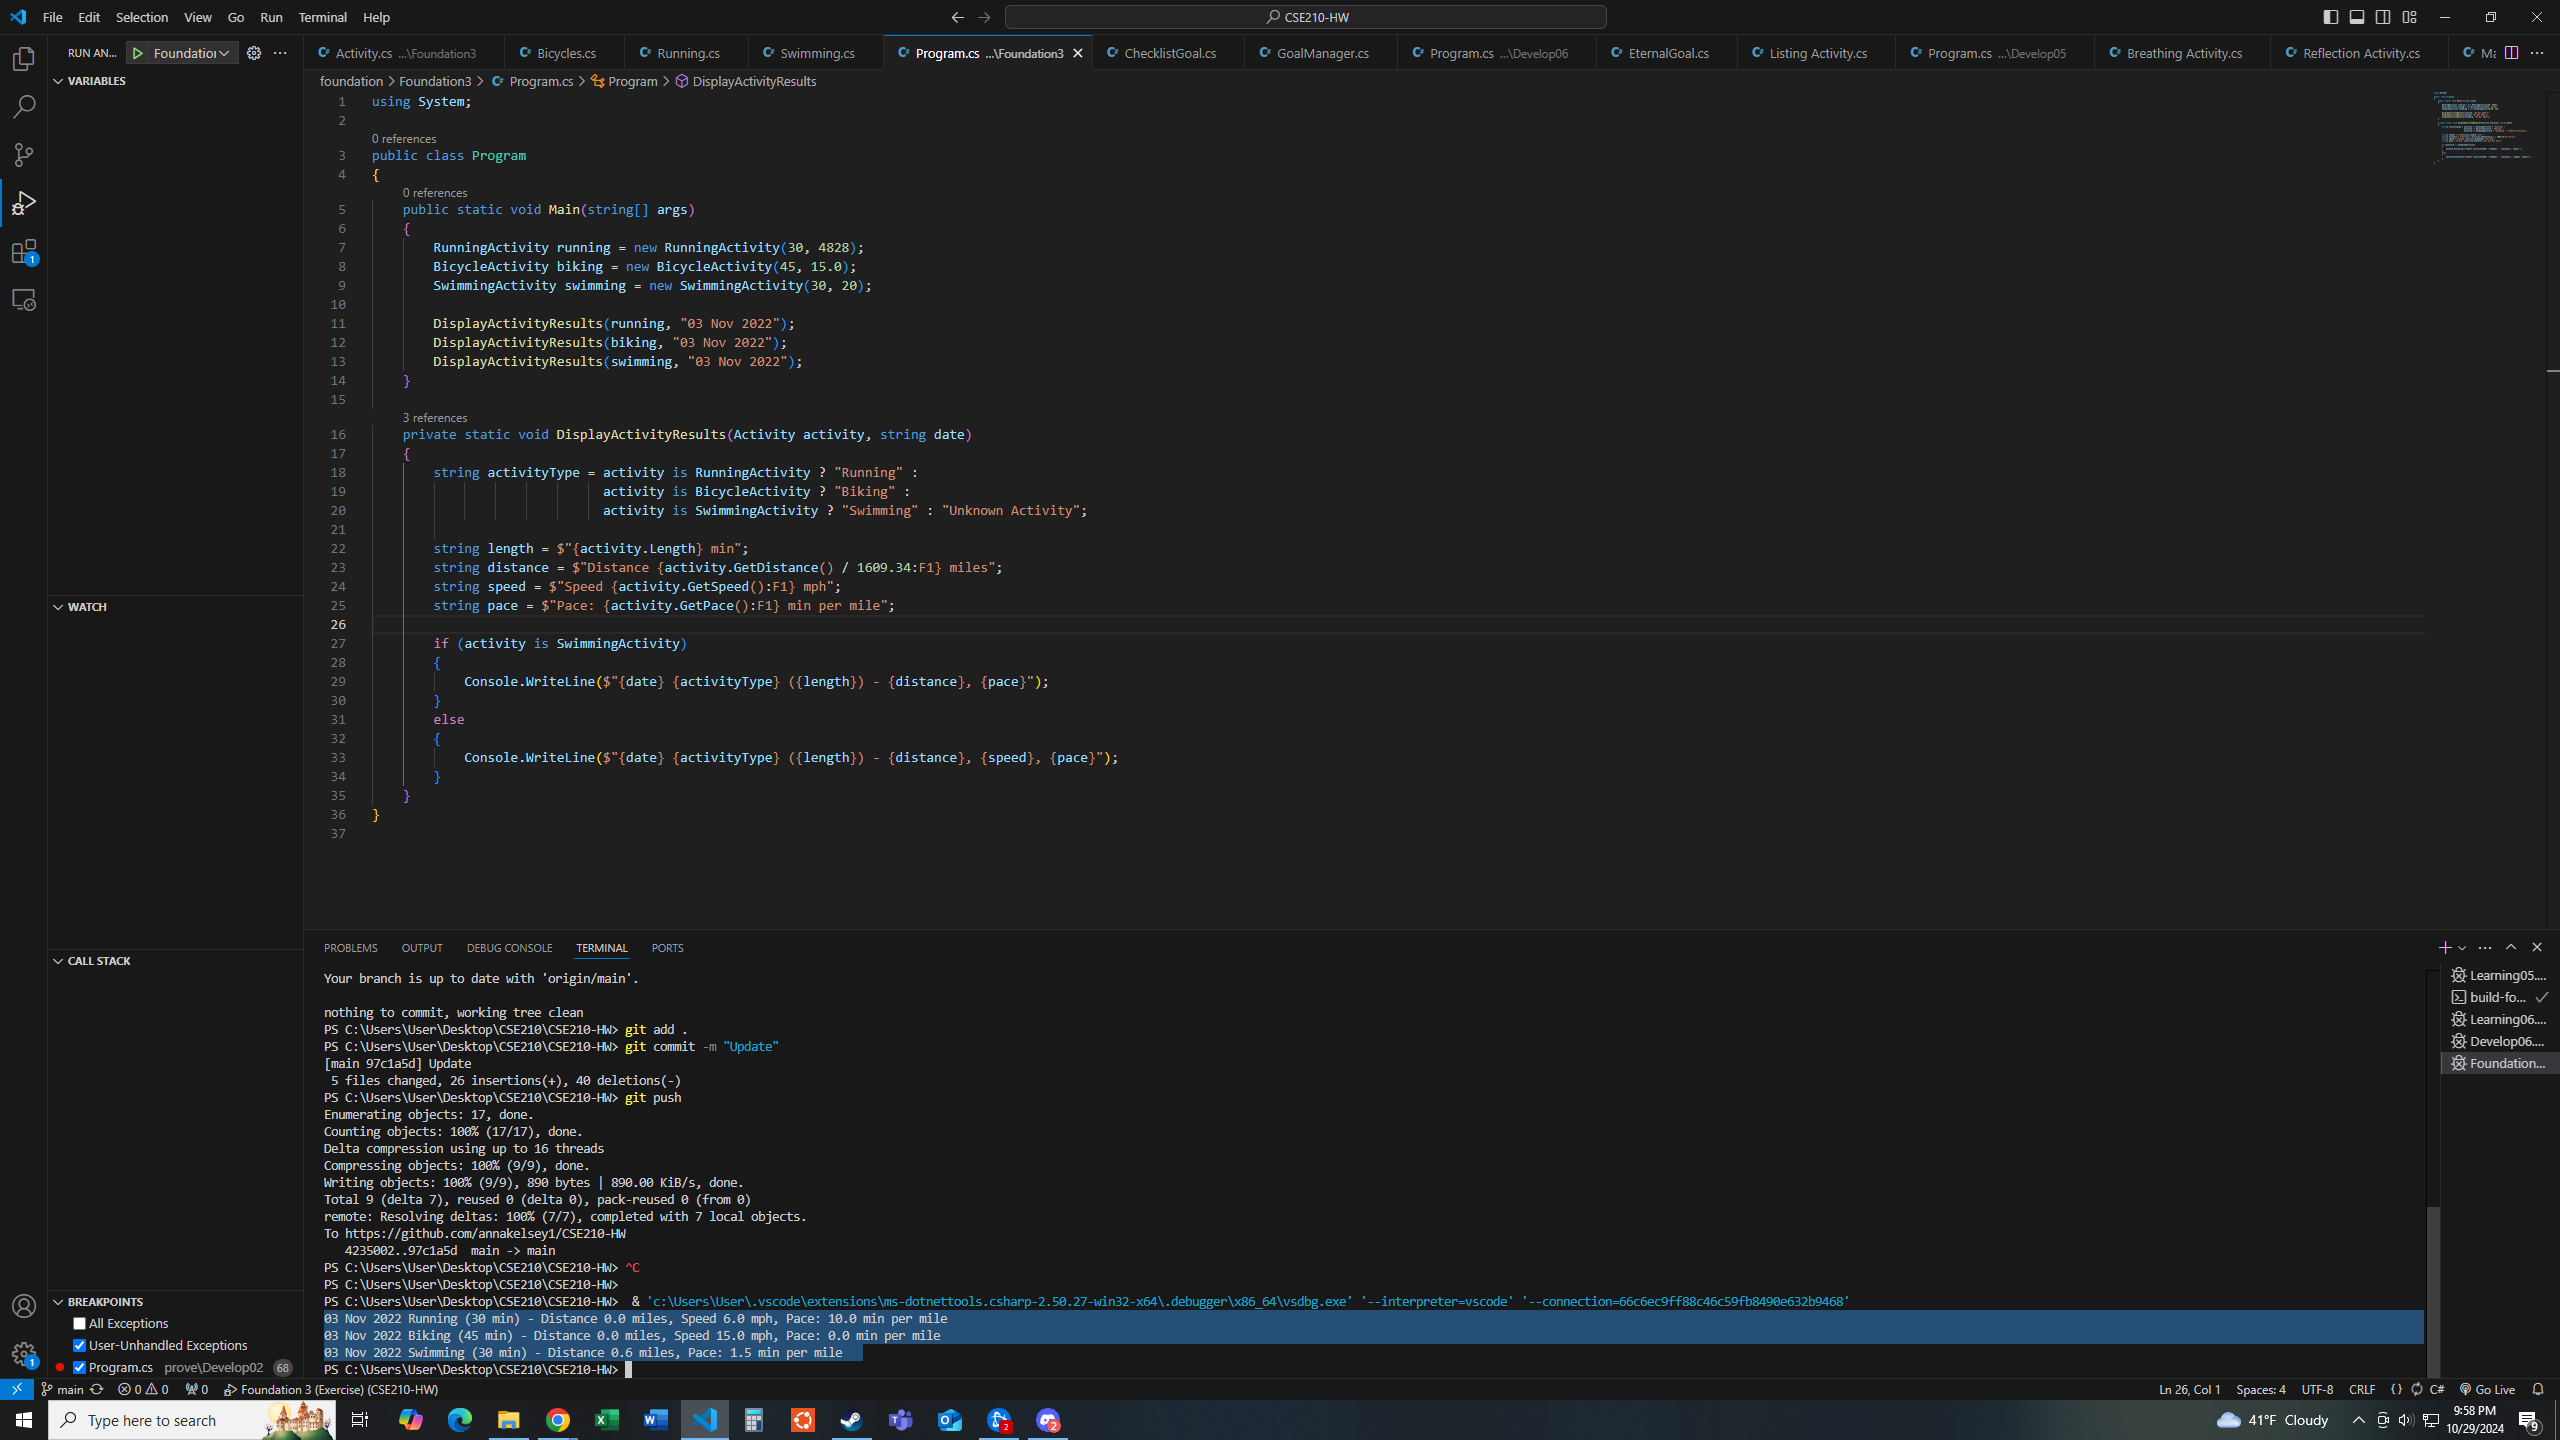 File Edit Selection View Go Run Terminal Help
CSE210-HW
RUN AN... Foundation
Activity.cs ...\Foundation3 Bicycles.cs Running.cs Swimming.cs Program.cs ...\Foundation3 ChecklistGoal.cs GoalManager.cs Program.cs ...\Develop06 EternalGoal.cs Listing Activity.cs Program.cs ...\Develop05 Breathing Activity.cs Reflection Activity.cs
foundation > Foundation3 > Program.cs > Program > DisplayActivityResults
VARIABLES
WATCH
CALL STACK
BREAKPOINTS
All Exceptions
User-Unhandled Exceptions
Program.cs prove\Develop02 68
1 using System;
2
0 references
3 public class Program
4 {
0 references
5 public static void Main(string[] args)
6 {
7 RunningActivity running = new RunningActivity(30, 4828);
8 BicycleActivity biking = new BicycleActivity(45, 15.0);
9 SwimmingActivity swimming = new SwimmingActivity(30, 20);
10
11 DisplayActivityResults(running, "03 Nov 2022");
12 DisplayActivityResults(biking, "03 Nov 2022");
13 DisplayActivityResults(swimming, "03 Nov 2022");
14 }
15
3 references
16 private static void DisplayActivityResults(Activity activity, string date)
17 {
18 string activityType = activity is RunningActivity ? "Running" :
19 activity is BicycleActivity ? "Biking" :
20 activity is SwimmingActivity ? "Swimming" : "Unknown Activity";
21
22 string length = $"{activity.Length} min";
23 string distance = $"Distance {activity.GetDistance() / 1609.34:F1} miles";
24 string speed = $"Speed {activity.GetSpeed():F1} mph";
25 string pace = $"Pace: {activity.GetPace():F1} min per mile";
26
27 if (activity is SwimmingActivity)
28 {
29 Console.WriteLine($"{date} {activityType} ({length}) - {distance}, {pace}");
30 }
31 else
32 {
33 Console.WriteLine($"{date} {activityType} ({length}) - {distance}, {speed}, {pace}");
34 }
35 }
36 }
37
PROBLEMS OUTPUT DEBUG CONSOLE TERMINAL PORTS
Your branch is up to date with 'origin/main'.
nothing to commit, working tree clean
PS C:\Users\User\Desktop\CSE210\CSE210-HW> git add .
PS C:\Users\User\Desktop\CSE210\CSE210-HW> git commit -m "Update"
[main 97c1a5d] Update
5 files changed, 26 insertions(+), 40 deletions(-)
PS C:\Users\User\Desktop\CSE210\CSE210-HW> git push
Enumerating objects: 17, done.
Counting objects: 100% (17/17), done.
Delta compression using up to 16 threads
Compressing objects: 100% (9/9), done.
Writing objects: 100% (9/9), 890 bytes | 890.00 KiB/s, done.
Total 9 (delta 7), reused 0 (delta 0), pack-reused 0 (from 0)
remote: Resolving deltas: 100% (7/7), completed with 7 local objects.
To https://github.com/annakelsey1/CSE210-HW
4235002..97c1a5d main -> main
PS C:\Users\User\Desktop\CSE210\CSE210-HW> ^C
PS C:\Users\User\Desktop\CSE210\CSE210-HW>
PS C:\Users\User\Desktop\CSE210\CSE210-HW> & 'c:\Users\User\.vscode\extensions\ms-dotnettools.csharp-2.50.27-win32-x64\.debugger\x86_64\vsdbg.exe' '--interpreter=vscode' '--connection=66c6ec9ff88c46c59fb8490e632b9468'
03 Nov 2022 Running (30 min) - Distance 0.0 miles, Speed 6.0 mph, Pace: 10.0 min per mile
03 Nov 2022 Biking (45 min) - Distance 0.0 miles, Speed 15.0 mph, Pace: 0.0 min per mile
03 Nov 2022 Swimming (30 min) - Distance 0.6 miles, Pace: 1.5 min per mile
PS C:\Users\User\Desktop\CSE210\CSE210-HW>
Learning05....
build-fo...
Learning06....
Develop06....
Foundation...
main 0 0 0 Foundation 3 (Exercise) (CSE210-HW) Ln 26, Col 1 Spaces: 4 UTF-8 CRLF {} C# Go Live
Type here to search
41°F Cloudy
9:58 PM
10/29/2024